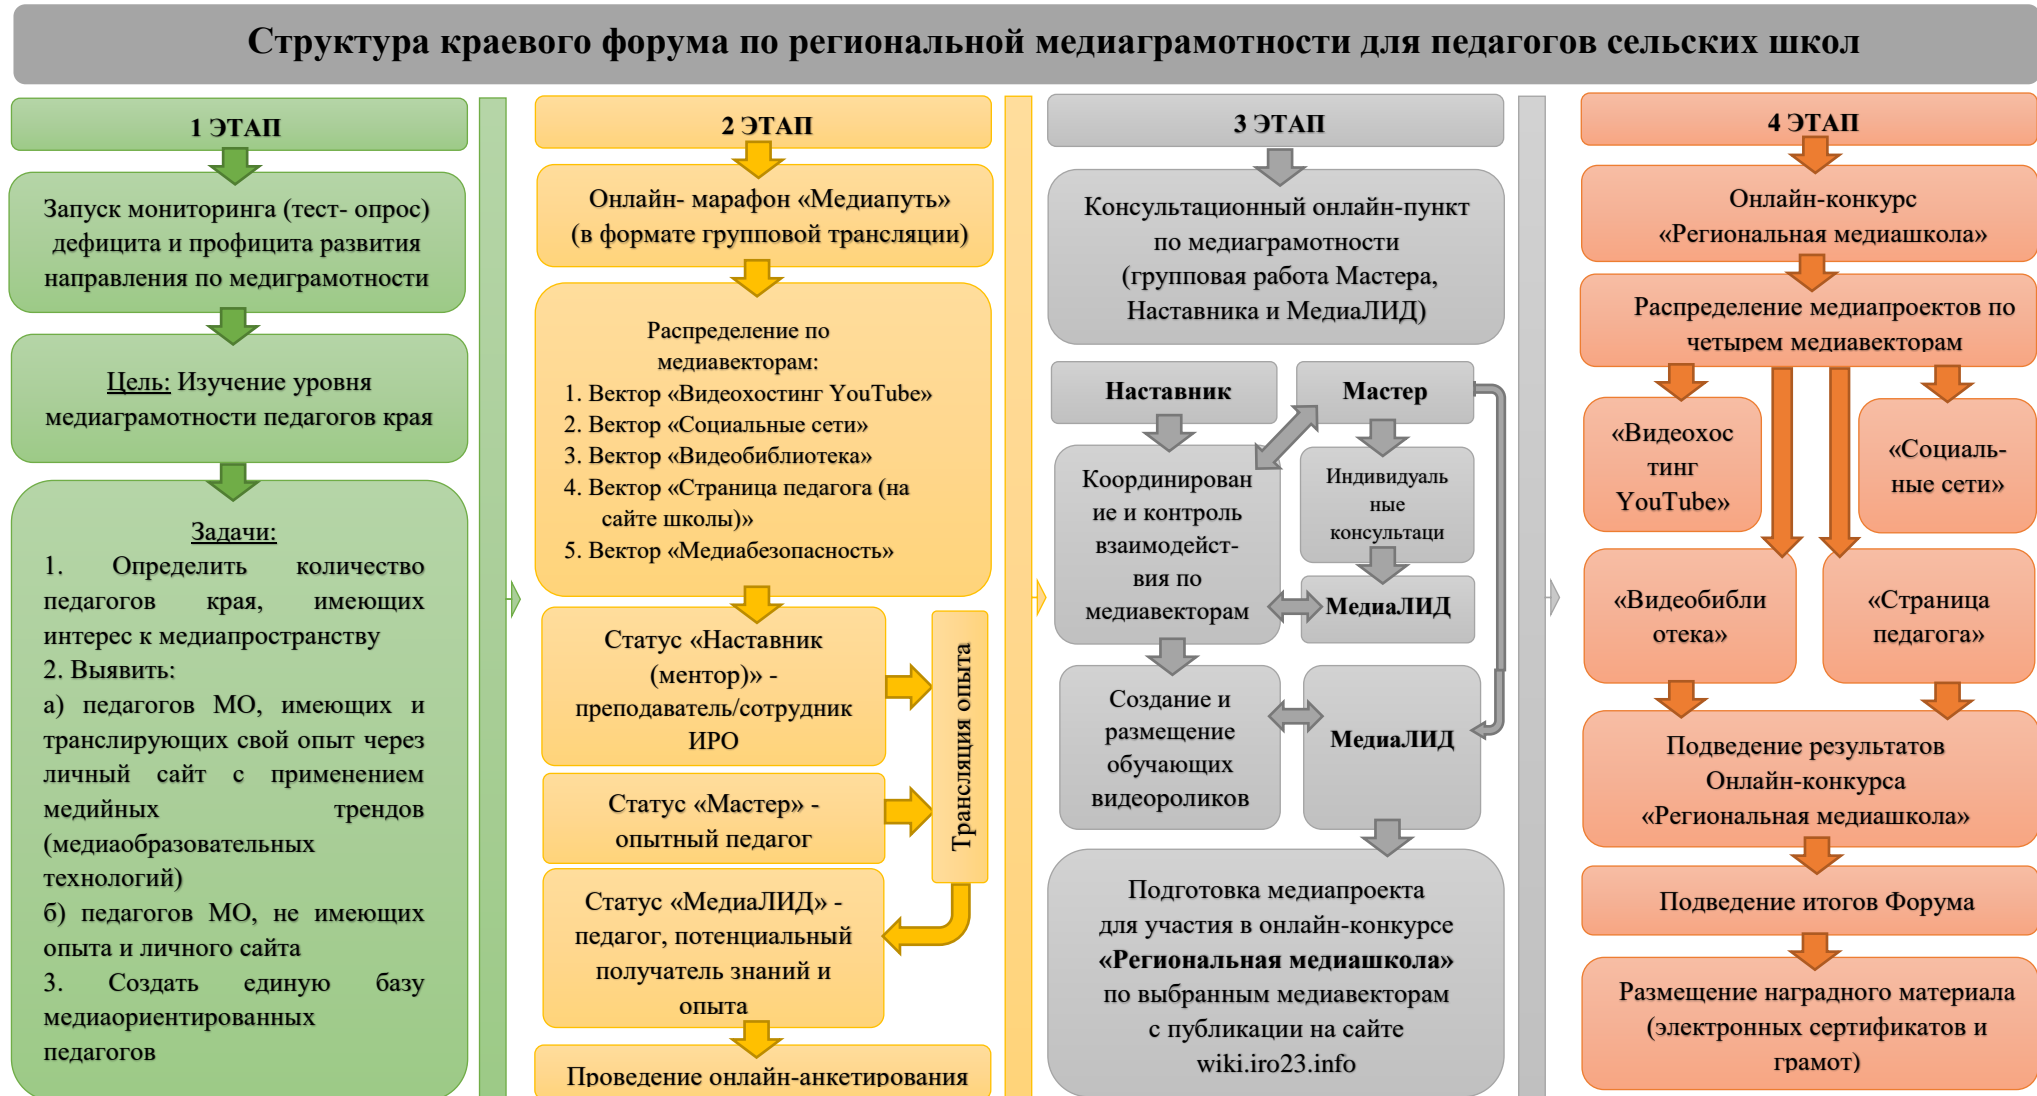 Структура краевого форума по региональной медиаграмотности для педагогов сельских школ
1 ЭТАП
Запуск мониторинга (тест- опрос)
дефицита и профицита развития
направления по медиграмотности
Цель: Изучение уровня
медиаграмотности педагогов края
Задачи:
1. Определить количество
педагогов края, имеющих
интерес к медиапространству
2. Выявить:
а) педагогов МО, имеющих и
транслирующих свой опыт через
личный сайт с применением
медийных трендов
(медиаобразовательных
технологий)
б) педагогов МО, не имеющих
опыта и личного сайта
3. Создать единую базу
медиаориентированных
педагогов
2 ЭТАП
Онлайн- марафон «Медиапуть»
(в формате групповой трансляции)
Распределение по
медиавекторам:
1. Вектор «Видеохостинг YouTube»
2. Вектор «Социальные сети»
3. Вектор «Видеобиблиотека»
4. Вектор «Страница педагога (на
сайте школы)»
5. Вектор «Медиабезопасность»
Статус «Наставник
(ментор)» -
преподаватель/сотрудник
ИРО
Статус «Мастер» -
опытный педагог
Статус «МедиаЛИД» -
педагог, потенциальный
получатель знаний и
опыта
Трансляция опыта
Проведение онлайн-анкетирования
3 ЭТАП
Консультационный онлайн-пункт
по медиаграмотности
(групповая работа Мастера,
Наставника и МедиаЛИД)
Наставник
Мастер
Координирован
ие и контроль
взаимодейст-
вия по
медиавекторам
Индивидуаль
ные
консультаци
МедиаЛИД
Создание и
размещение
обучающих
видеороликов
МедиаЛИД
Подготовка медиапроекта
для участия в онлайн-конкурсе
«Региональная медиашкола»
по выбранным медиавекторам
с публикации на сайте
wiki.iro23.info
4 ЭТАП
Онлайн-конкурс
«Региональная медиашкола»
Распределение медиапроектов по
четырем медиавекторам
«Видеохос
тинг
YouTube»
«Социаль-
ные сети»
«Видеобибли
отека»
«Страница
педагога»
Подведение результатов
Онлайн-конкурса
«Региональная медиашкола»
Подведение итогов Форума
Размещение наградного материала
(электронных сертификатов и
грамот)